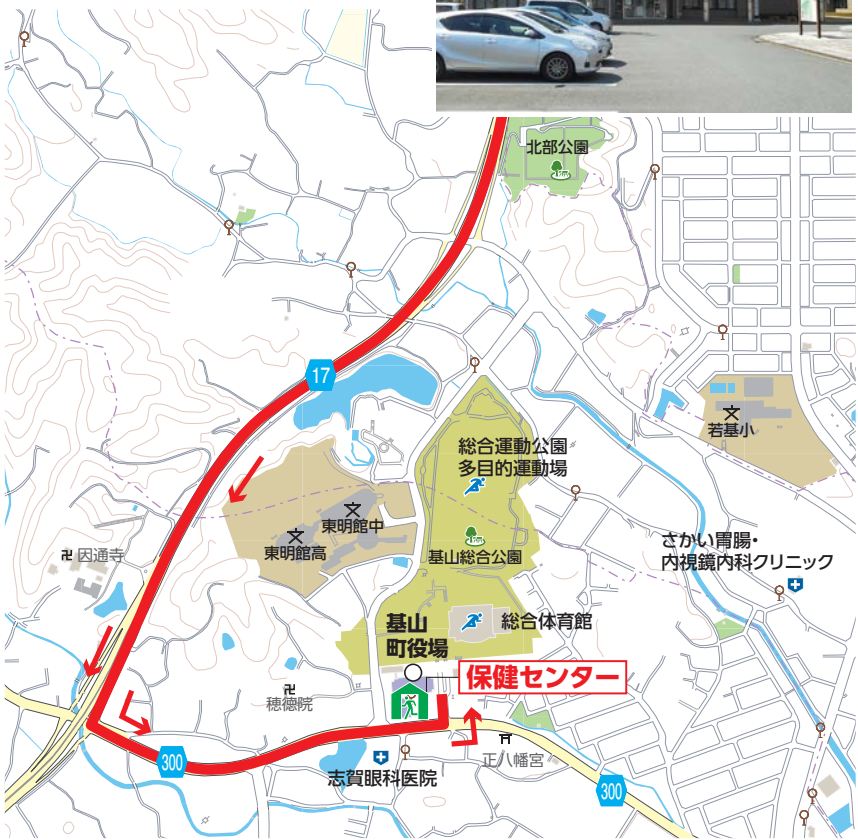 北部公園
17
若基小
総合運動公園
多目的運動場
東明館中
東明館高
基山総合公園
因通寺
さかい胃腸・
内視鏡内科クリニック
総合体育館
基山
町役場
保健センター
穂徳院
300
志賀眼科医院
正八幡宮
300